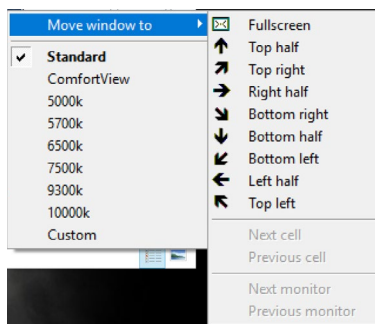 Move window to
Standard
ComfortView
5000k
5700k
6500k
7500k
9300k
10000k
Custom
Fullscreen
Top half
Top right
Right half
Bottom right
Bottom half
Bottom left
Left half
Top left
Next cell
Previous cell
Next monitor
Previous monitor